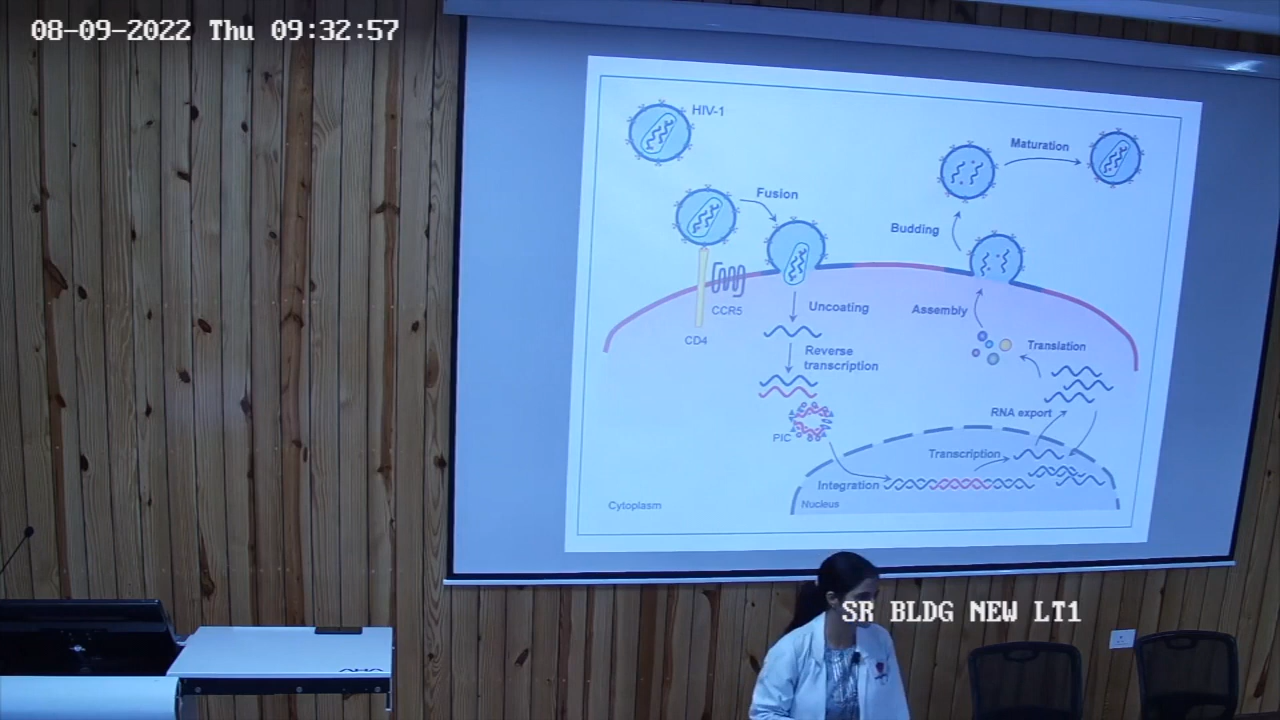 08-09-2022 Thu 09:32:57
HIV-1
Maturation
Fusion
Budding
CCR5
Uncoating
Assembly
CD4
Reverse
transcription
Translation
RNA export
PIC
Transcription
Integration
Cytoplasm
Nucleus
SR BLDG NEW LT1
AHA